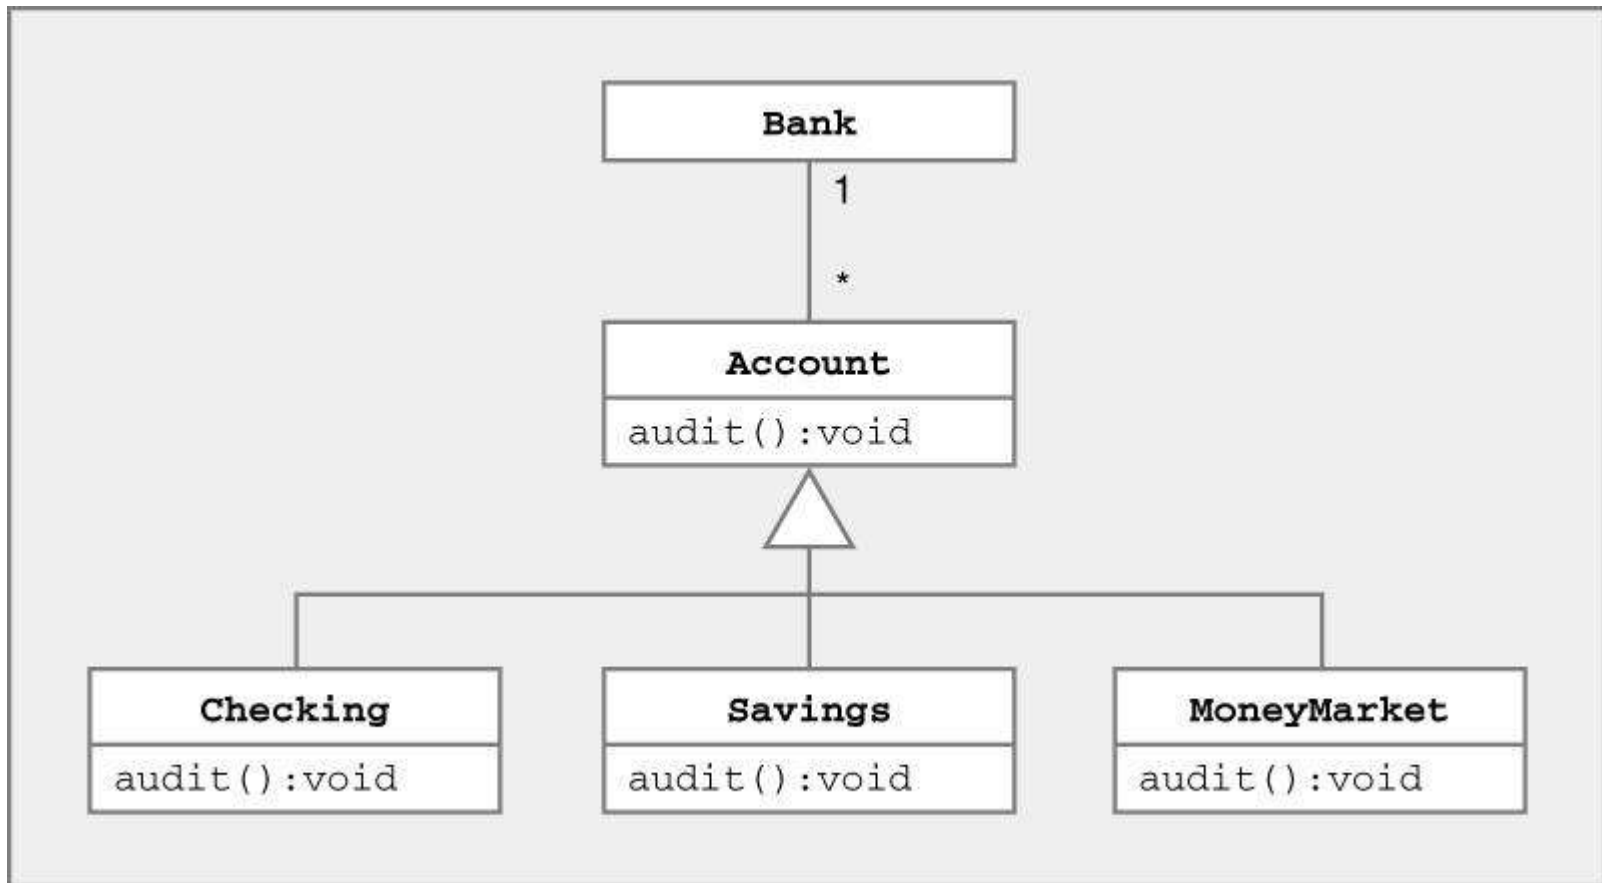 Bank
1
*
Account
audit():void
Checking
audit():void
Savings
audit():void
MoneyMarket
audit():void